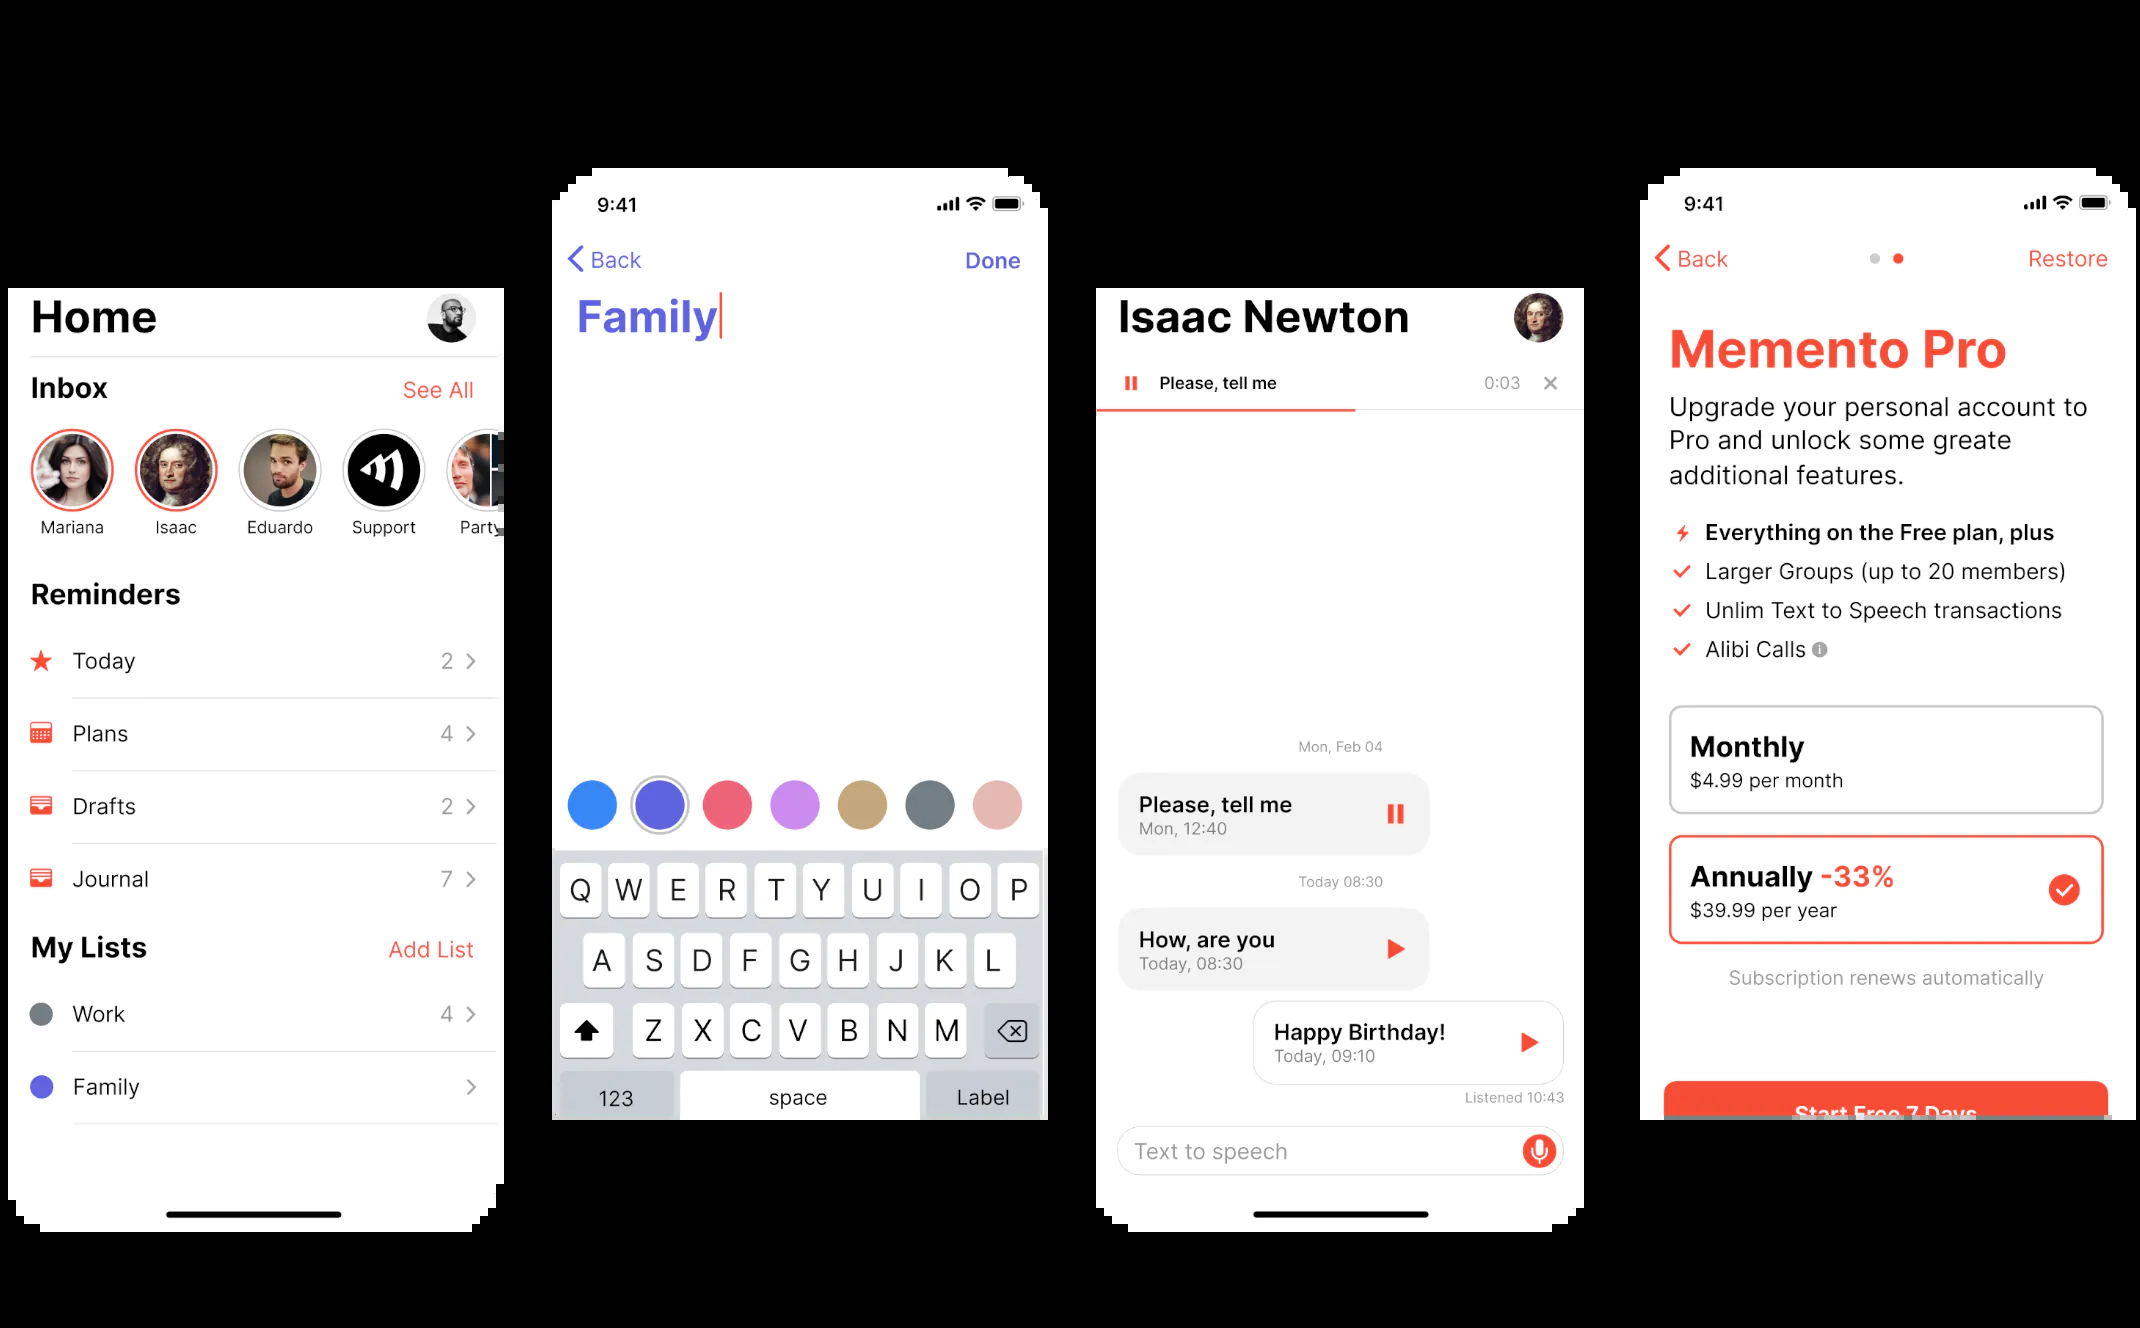 Home
Inbox
See All
Mariana
Isaac
Eduardo
Support
Party
Reminders
Today 2
Plans 4
Drafts 2
Journal 7
My Lists
Add List
Work 4
Family
9:41
Back
Done
Family
Q W E R T Y U I O P
A S D F G H J K L
Z X C V B N M
123 space Label
Isaac Newton
Please, tell me 0:03
Mon, Feb 04
Please, tell me
Mon, 12:40
Today 08:30
How, are you
Today, 08:30
Happy Birthday!
Today, 09:10
Listened 10:43
Text to speech
9:41
Back
Restore
Memento Pro
Upgrade your personal account to
Pro and unlock some greate
additional features.
Everything on the Free plan, plus
Larger Groups (up to 20 members)
Unlim Text to Speech transactions
Alibi Calls
Monthly
$4.99 per month
Annually -33%
$39.99 per year
Subscription renews automatically
Start Free 7 Days